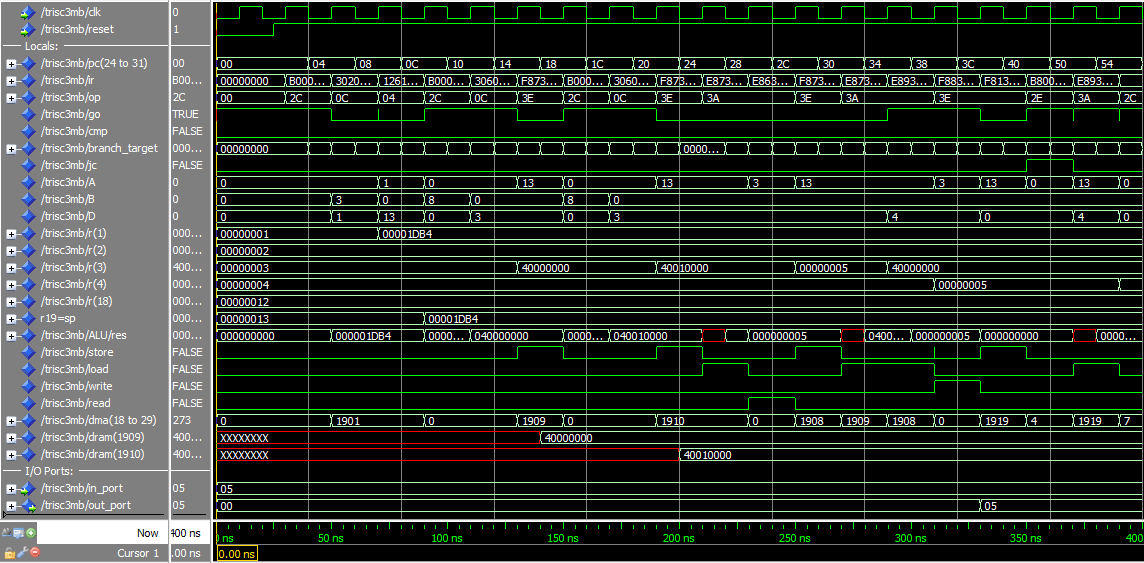 /trisc3mb/clk 0
/trisc3mb/reset 1
Locals:
/trisc3mb/pc(24 to 31) 00 00 04 08 0C 10 14 18 1C 20 24 28 2C 30 34 38 3C 40 50 54
/trisc3mb/ir B000... 00000000 B000... 3020... 1261... B000... 3060... F873... B000... 3060... F873... E873... E863... F873... E873... E893... F883... F813... B800... E893...
/trisc3mb/op 2C 00 2C 0C 04 2C 0C 3E 2C 0C 3E 3A 3E 3A 3E 2E 3A 2C
/trisc3mb/go TRUE
/trisc3mb/cmp FALSE
/trisc3mb/branch_target 000... 00000000 0000...
/trisc3mb/jc FALSE
/trisc3mb/A 0 0 1 0 13 0 13 3 13 3 13 0 13 0
/trisc3mb/B 0 0 3 0 8 0 8 0
/trisc3mb/D 0 0 1 13 0 3 0 3 4 0 4 0
/trisc3mb/r(1) 000... 00000001 00001DB4
/trisc3mb/r(2) 000... 00000002
/trisc3mb/r(3) 400... 00000003 40000000 40010000 00000005 40000000
/trisc3mb/r(4) 000... 00000004 00000005
/trisc3mb/r(18) 000... 00000012
r19=sp 000... 00000013 00001DB4
/trisc3mb/ALU/res 000... 000000000 000001DB4 0000... 040000000 0000... 040010000 000000005 0400... 000000005 000000000 0000...
/trisc3mb/store FALSE
/trisc3mb/load FALSE
/trisc3mb/write FALSE
/trisc3mb/read FALSE
/trisc3mb/dma(18 to 29) 273 0 1901 0 1909 0 1910 0 1908 1909 1908 0 1919 4 1919 7
/trisc3mb/dram(1909) 400... XXXXXXXX 40000000
/trisc3mb/dram(1910) 400... XXXXXXXX 40010000
I/O Ports:
/trisc3mb/in_port 05 05
/trisc3mb/out_port 05 00 05
Now 400 ns 0 ns 50 ns 100 ns 150 ns 200 ns 250 ns 300 ns 350 ns 400
Cursor 1 .00 ns 0.00 ns